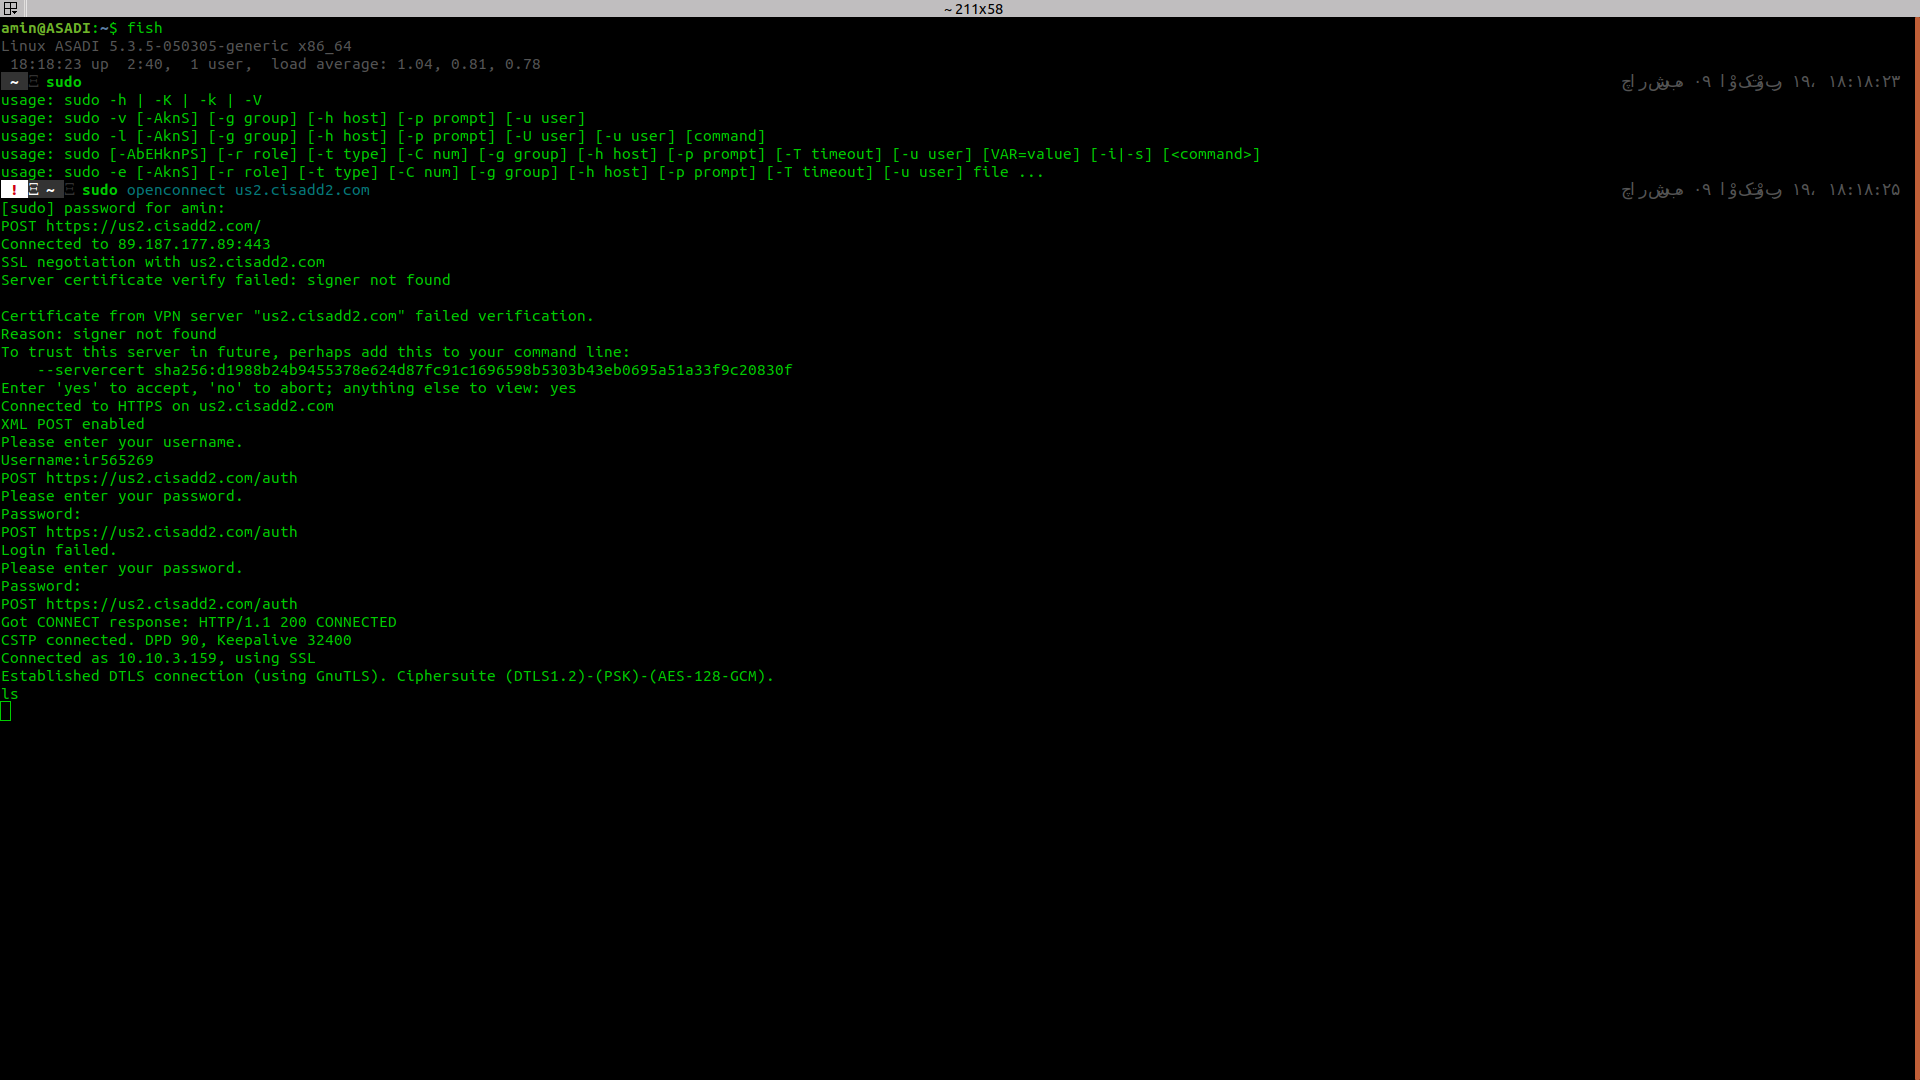 ~ 211x58
amin@ASADI:~$ fish
Linux ASADI 5.3.5-050305-generic x86_64
 18:18:23 up  2:40,  1 user,  load average: 1.04, 0.81, 0.78
~ sudo ۱۸:۱۸:۲۳ ،۱۹ ۰۹
usage: sudo -h | -K | -k | -V
usage: sudo -v [-AknS] [-g group] [-h host] [-p prompt] [-u user]
usage: sudo -l [-AknS] [-g group] [-h host] [-p prompt] [-U user] [-u user] [command]
usage: sudo [-AbEHknPS] [-r role] [-t type] [-C num] [-g group] [-h host] [-p prompt] [-T timeout] [-u user] [VAR=value] [-i|-s] [<command>]
usage: sudo -e [-AknS] [-r role] [-t type] [-C num] [-g group] [-h host] [-p prompt] [-T timeout] [-u user] file ...
! ~ sudo openconnect us2.cisadd2.com ۱۸:۱۸:۲۵ ،۱۹ ۰۹
[sudo] password for amin:
POST https://us2.cisadd2.com/
Connected to 89.187.177.89:443
SSL negotiation with us2.cisadd2.com
Server certificate verify failed: signer not found
Certificate from VPN server "us2.cisadd2.com" failed verification.
Reason: signer not found
To trust this server in future, perhaps add this to your command line:
    --servercert sha256:d1988b24b9455378e624d87fc91c1696598b5303b43eb0695a51a33f9c20830f
Enter 'yes' to accept, 'no' to abort; anything else to view: yes
Connected to HTTPS on us2.cisadd2.com
XML POST enabled
Please enter your username.
Username:ir565269
POST https://us2.cisadd2.com/auth
Please enter your password.
Password:
POST https://us2.cisadd2.com/auth
Login failed.
Please enter your password.
Password:
POST https://us2.cisadd2.com/auth
Got CONNECT response: HTTP/1.1 200 CONNECTED
CSTP connected. DPD 90, Keepalive 32400
Connected as 10.10.3.159, using SSL
Established DTLS connection (using GnuTLS). Ciphersuite (DTLS1.2)-(PSK)-(AES-128-GCM).
ls